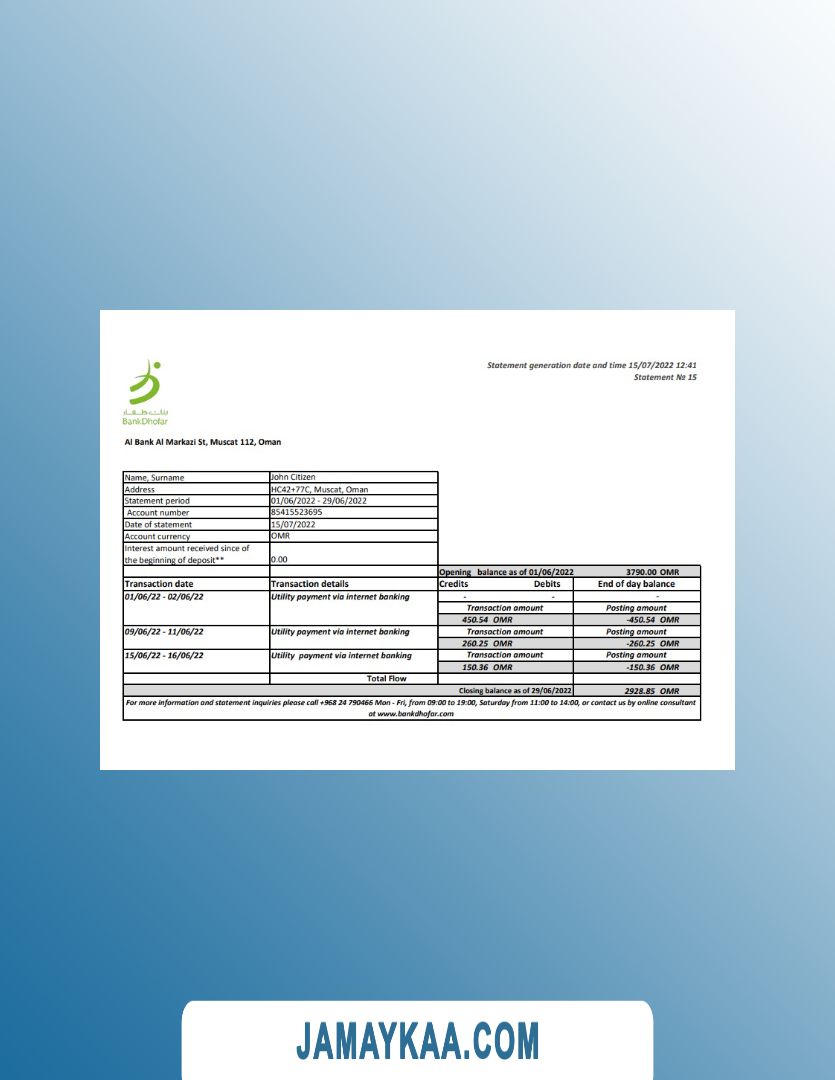 Statement generation date and time 15/07/2022 12:41
Statement № 15
بنك ظفار
BankDhofar
Al Bank Al Markazi St, Muscat 112, Oman
Name, Surname John Citizen
Address HC42+77C, Muscat, Oman
Statement period 01/06/2022 - 29/06/2022
Account number 85415523695
Date of statement 15/07/2022
Account currency OMR
Interest amount received since of
the beginning of deposit** 0.00
Opening balance as of 01/06/2022 3790.00 OMR
Transaction date Transaction details Credits Debits End of day balance
01/06/22 - 02/06/22 Utility payment via internet banking - - -
Transaction amount Posting amount
450.54 OMR -450.54 OMR
09/06/22 - 11/06/22 Utility payment via internet banking Transaction amount Posting amount
260.25 OMR -260.25 OMR
15/06/22 - 16/06/22 Utility payment via internet banking Transaction amount Posting amount
150.36 OMR -150.36 OMR
Total Flow
Closing balance as of 29/06/2022 2928.85 OMR
For more information and statement inquiries please call +968 24 790466 Mon - Fri, from 09:00 to 19:00, Saturday from 11:00 to 14:00, or contact us by online consultant
at www.bankdhofar.com
JAMAYKAA.COM